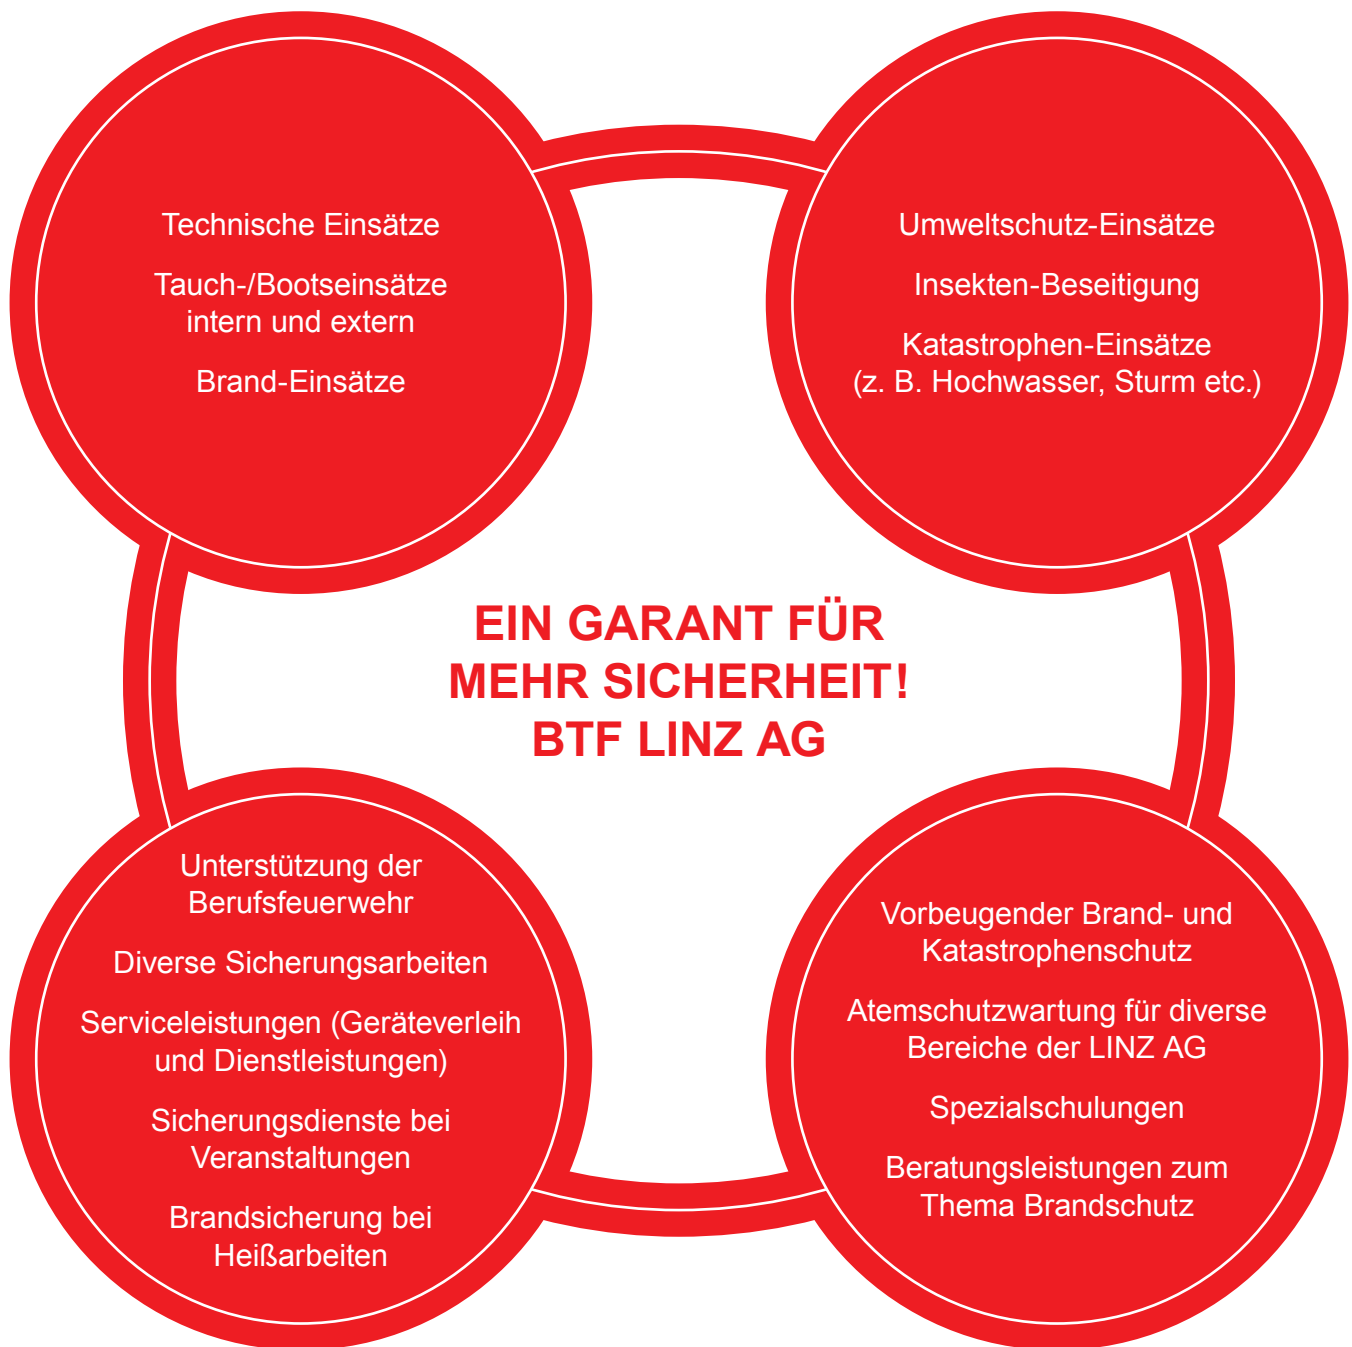 Technische Einsätze
Tauch-/Bootseinsätze
intern und extern
Brand-Einsätze
Umweltschutz-Einsätze
Insekten-Beseitigung
Katastrophen-Einsätze
(z. B. Hochwasser, Sturm etc.)
EIN GARANT FÜR
MEHR SICHERHEIT!
BTF LINZ AG
Unterstützung der
Berufsfeuerwehr
Diverse Sicherungsarbeiten
Serviceleistungen (Geräteverleih
und Dienstleistungen)
Sicherungsdienste bei
Veranstaltungen
Brandsicherung bei
Heißarbeiten
Vorbeugender Brand- und
Katastrophenschutz
Atemschutzwartung für diverse
Bereiche der LINZ AG
Spezialschulungen
Beratungsleistungen zum
Thema Brandschutz